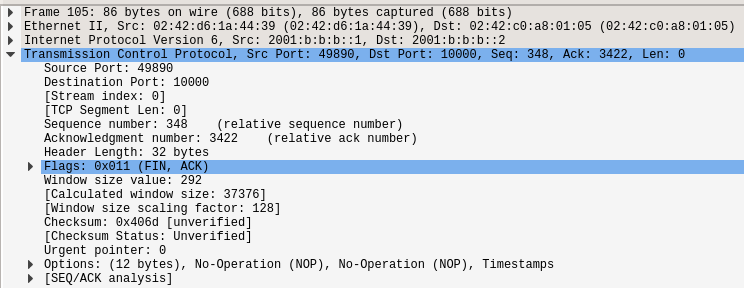 Frame 105: 86 bytes on wire (688 bits), 86 bytes captured (688 bits)
Ethernet II, Src: 02:42:d6:1a:44:39 (02:42:d6:1a:44:39), Dst: 02:42:c0:a8:01:05 (02:42:c0:a8:01:05)
Internet Protocol Version 6, Src: 2001:b:b:b::1, Dst: 2001:b:b:b::2
Transmission Control Protocol, Src Port: 49890, Dst Port: 10000, Seq: 348, Ack: 3422, Len: 0
Source Port: 49890
Destination Port: 10000
[Stream index: 0]
[TCP Segment Len: 0]
Sequence number: 348    (relative sequence number)
Acknowledgment number: 3422    (relative ack number)
Header Length: 32 bytes
Flags: 0x011 (FIN, ACK)
Window size value: 292
[Calculated window size: 37376]
[Window size scaling factor: 128]
Checksum: 0x406d [unverified]
[Checksum Status: Unverified]
Urgent pointer: 0
Options: (12 bytes), No-Operation (NOP), No-Operation (NOP), Timestamps
[SEQ/ACK analysis]